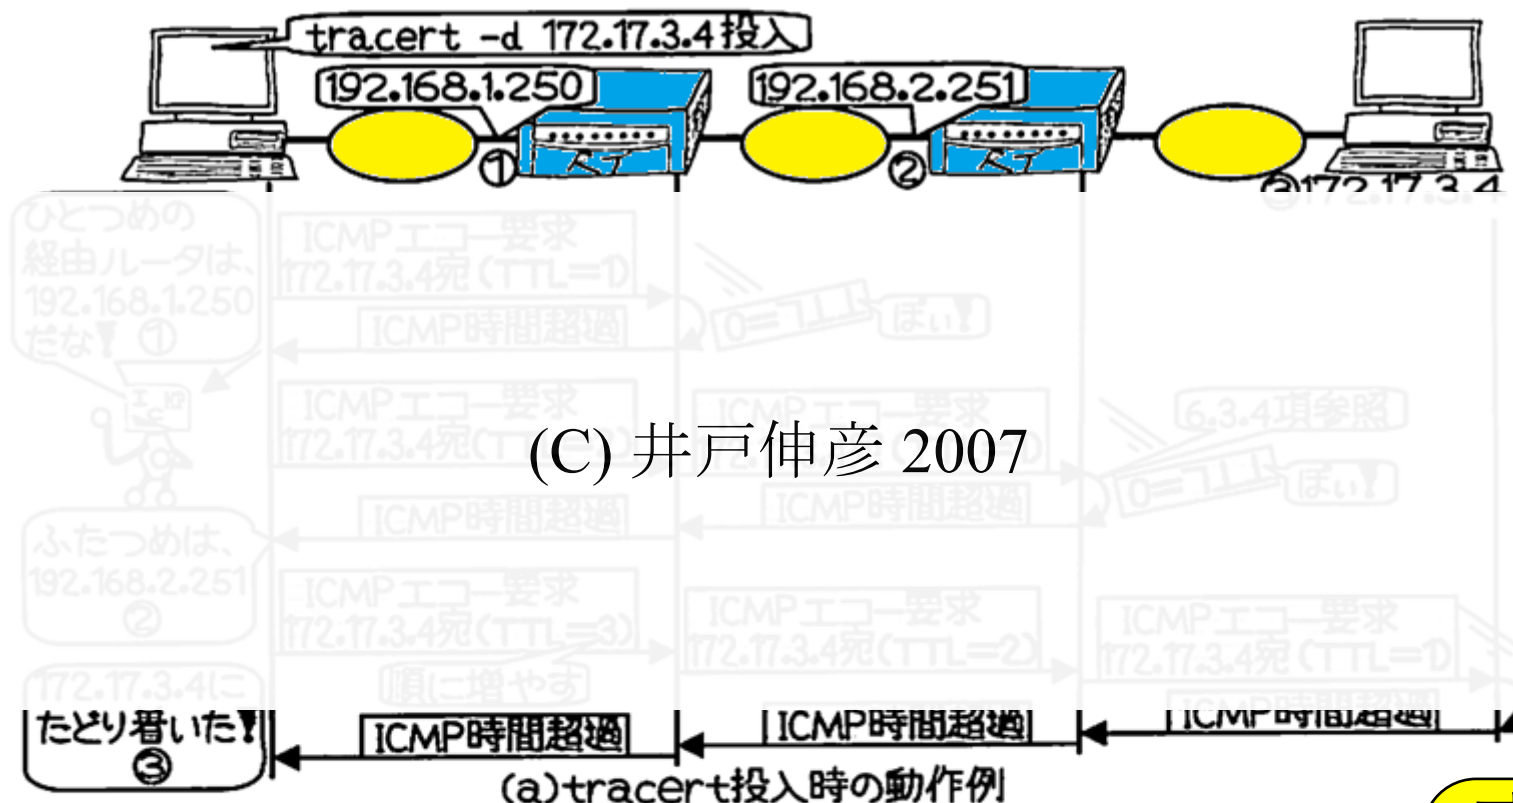 tracert -d 172.17.3.4投入
192.168.1.250
192.168.2.251
RT
RT
①
②
③172.17.3.4
ひとつめの
経由ルータは、
192.168.1.250
だな！ ①
ICMPエコー要求
172.17.3.4宛(TTL=1)
TTL=0
ぽい！
ICMP時間超過
ICMPエコー要求
172.17.3.4宛(T
ICMPエコー要求
6.3.4項参照
(C) 井戸伸彦 2007
TTL=0
ぽい！
ICMP時間超過
ICMP時間超過
ふたつめは、
192.168.2.251
②
ICMPエコー要求
172.17.3.4宛(TTL=3)
ICMPエコー要求
172.17.3.4宛(TTL=2)
ICMPエコー要求
172.17.3.4宛(TTL=1)
順に増やす
172.17.3.4に
たどり着いた！
③
ICMP時間超過
ICMP時間超過
ICMP時間超過
(a)tracert投入時の動作例